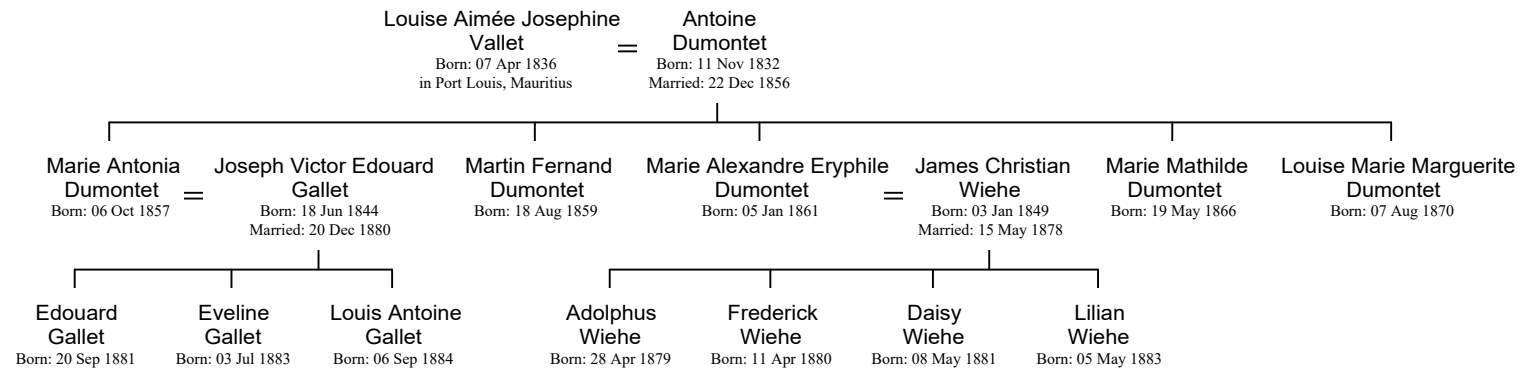 Louise Aimée Josephine
Vallet
Born: 07 Apr 1836
in Port Louis, Mauritius
=
Antoine
Dumontet
Born: 11 Nov 1832
Married: 22 Dec 1856
Marie Antonia
Dumontet
Born: 06 Oct 1857
=
Joseph Victor Edouard
Gallet
Born: 18 Jun 1844
Married: 20 Dec 1880
Martin Fernand
Dumontet
Born: 18 Aug 1859
Marie Alexandre Eryphile
Dumontet
Born: 05 Jan 1861
=
James Christian
Wiehe
Born: 03 Jan 1849
Married: 15 May 1878
Marie Mathilde
Dumontet
Born: 19 May 1866
Louise Marie Marguerite
Dumontet
Born: 07 Aug 1870
Edouard
Gallet
Born: 20 Sep 1881
Eveline
Gallet
Born: 03 Jul 1883
Louis Antoine
Gallet
Born: 06 Sep 1884
Adolphus
Wiehe
Born: 28 Apr 1879
Frederick
Wiehe
Born: 11 Apr 1880
Daisy
Wiehe
Born: 08 May 1881
Lilian
Wiehe
Born: 05 May 1883